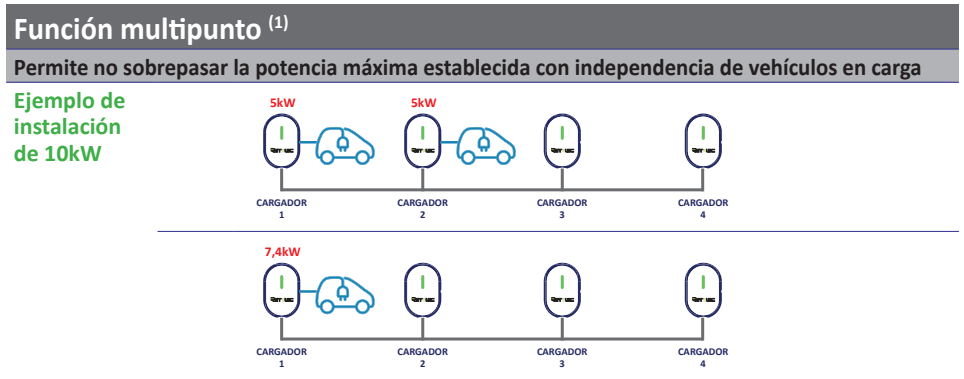 Función multipunto (1)
Permite no sobrepasar la potencia máxima establecida con independencia de vehículos en carga
Ejemplo de
instalación
de 10kW
5kW 5kW
CARGADOR CARGADOR CARGADOR CARGADOR
1 2 3 4
7,4kW
CARGADOR CARGADOR CARGADOR CARGADOR
1 2 3 4